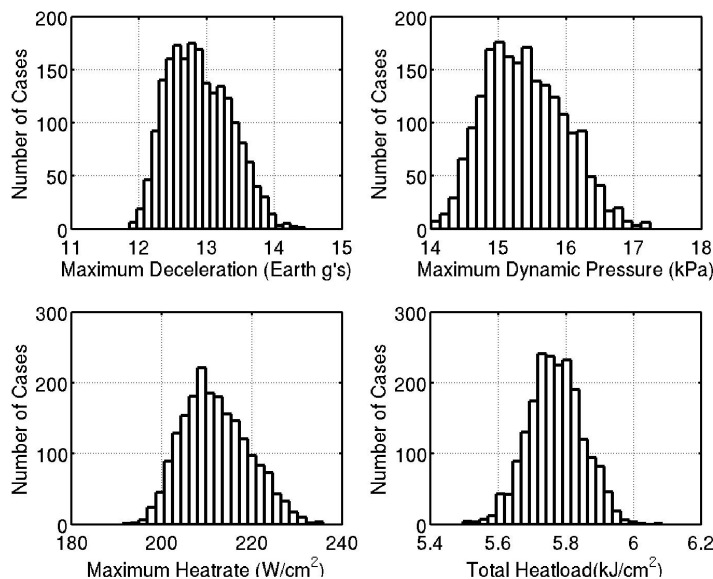 200
150
100
50
0
Number of Cases
11 12 13 14 15
Maximum Deceleration (Earth g's)
200
150
100
50
0
Number of Cases
14 15 16 17 18
Maximum Dynamic Pressure (kPa)
300
200
100
0
Number of Cases
180 200 220 240
Maximum Heatrate (W/cm²)
300
200
100
0
Number of Cases
5.4 5.6 5.8 6 6.2
Total Heatload(kJ/cm²)